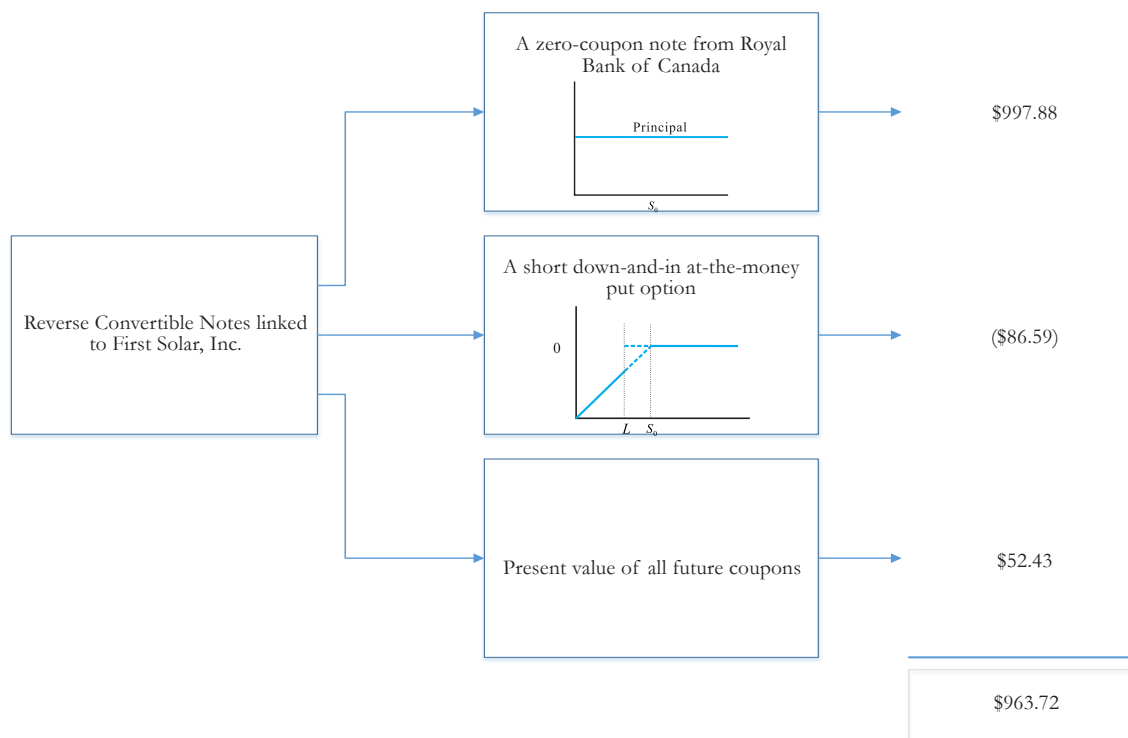 A zero-coupon note from Royal
Bank of Canada
Principal
S₀
$997.88
Reverse Convertible Notes linked
to First Solar, Inc.
A short down-and-in at-the-money
put option
0
L S₀
($86.59)
Present value of all future coupons
$52.43
$963.72